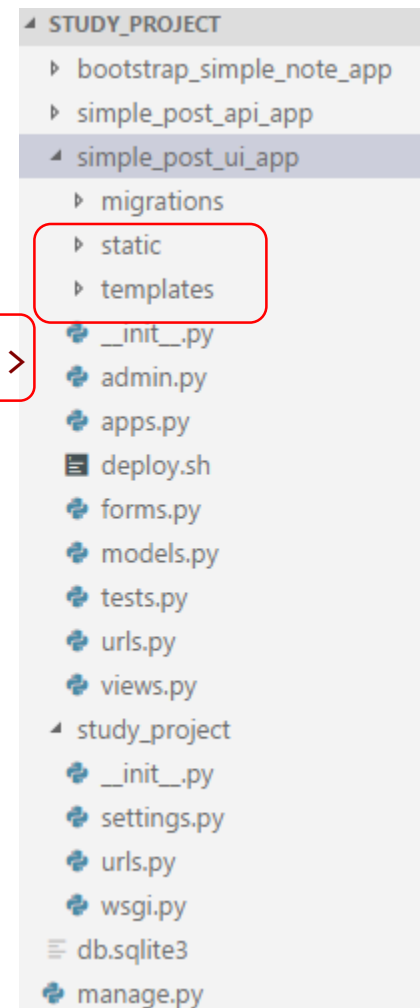 STUDY_PROJECT
bootstrap_simple_note_app
simple_post_api_app
simple_post_ui_app
migrations
static
templates
__init__.py
>
admin.py
apps.py
deploy.sh
forms.py
models.py
tests.py
urls.py
views.py
study_project
__init__.py
settings.py
urls.py
wsgi.py
db.sqlite3
manage.py